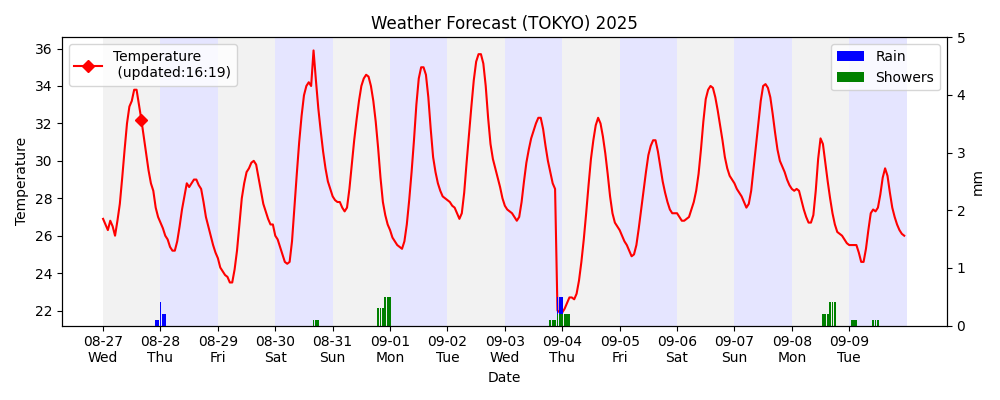 Weather Forecast (TOKYO) 2025
Temperature
(updated:16:19)
Rain
Showers
Temperature
36
34
32
30
28
26
24
22
5
4
3
2
1
0
mm
08-27 08-28 08-29 08-30 08-31 09-01 09-02 09-03 09-04 09-05 09-06 09-07 09-08 09-09
Wed Thu Fri Sat Sun Mon Tue Wed Thu Fri Sat Sun Mon Tue
Date